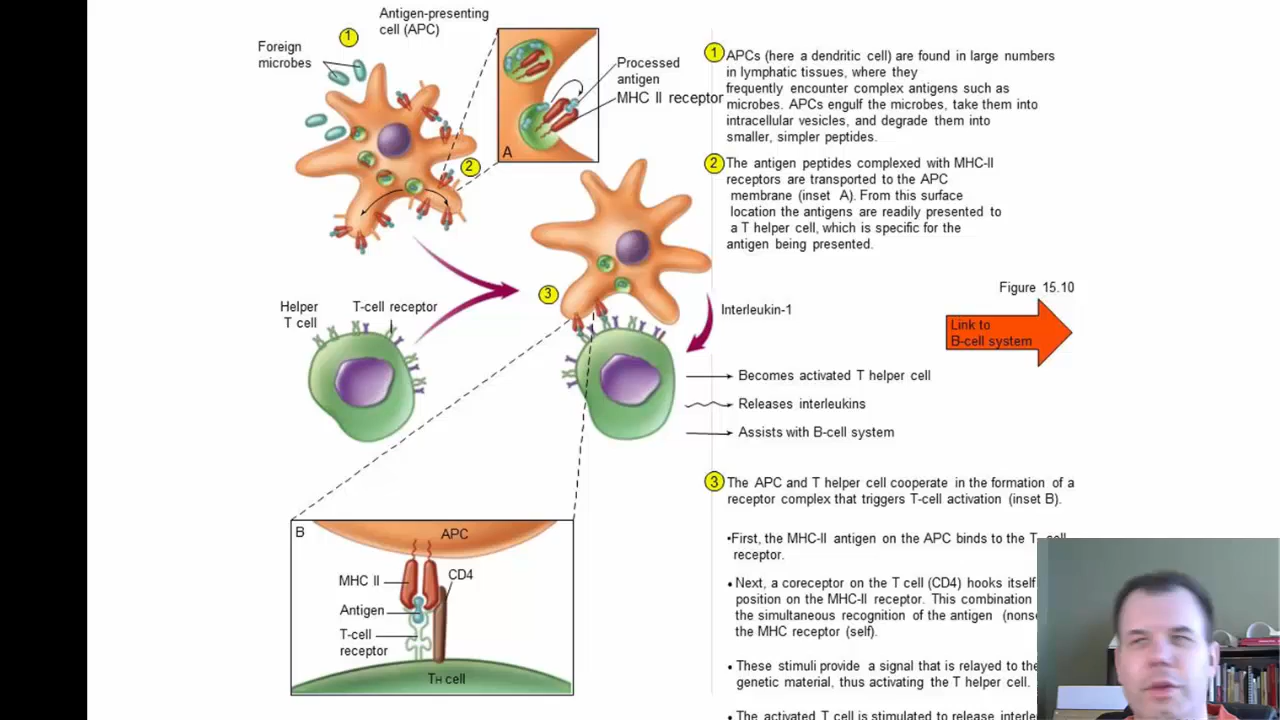 Antigen-presenting
cell (APC)
1
Foreign
microbes
Processed
antigen
MHC II receptor
A
2
3
Helper
T cell
T-cell receptor
Interleukin-1
Becomes activated T helper cell
Releases interleukins
Assists with B-cell system
Figure 15.10
Link to
B-cell system
B
APC
MHC II
CD4
Antigen
T-cell
receptor
TH cell
1 APCs (here a dendritic cell) are found in large numbers
in lymphatic tissues, where they
frequently encounter complex antigens such as
microbes. APCs engulf the microbes, take them into
intracellular vesicles, and degrade them into
smaller, simpler peptides.
2 The antigen peptides complexed with MHC-II
receptors are transported to the APC
membrane (inset A). From this surface
location the antigens are readily presented to
a T helper cell, which is specific for the
antigen being presented.
3 The APC and T helper cell cooperate in the formation of a
receptor complex that triggers T-cell activation (inset B).
•First, the MHC-II antigen on the APC binds to the T-cell
receptor.
• Next, a coreceptor on the T cell (CD4) hooks itself
position on the MHC-II receptor. This combination
the simultaneous recognition of the antigen
the MHC receptor (self).
• These stimuli provide a signal that is relayed to the
genetic material, thus activating the T helper cell.
• The activated T cell is stimulated to release